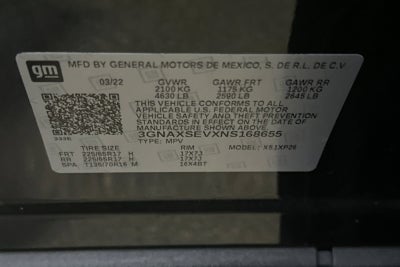 gm
MFD BY GENERAL MOTORS DE MEXICO, S. DE R.L. DE C.V
03/22 GVWR GAWR FRT GAWR RR
2100 KG 1175 KG 1200 KG
4630 LB 2590 LB 2645 LB
THIS VEHICLE CONFORMS TO ALL
APPLICABLE U.S. FEDERAL MOTOR
VEHICLE SAFETY AND THEFT PREVENTION
STANDARDS IN EFFECT ON THE DATE OF
MANUFACTURE SHOWN ABOVE.
3GNAXSEVXNS168655
TYPE: MPV MODEL: XS1XP26
TIRE SIZE RIM
FRT 225/65R17 H 17X7J
RR 225/65R17 H 17X7J
SPA T135/70R16 M 16X4BT